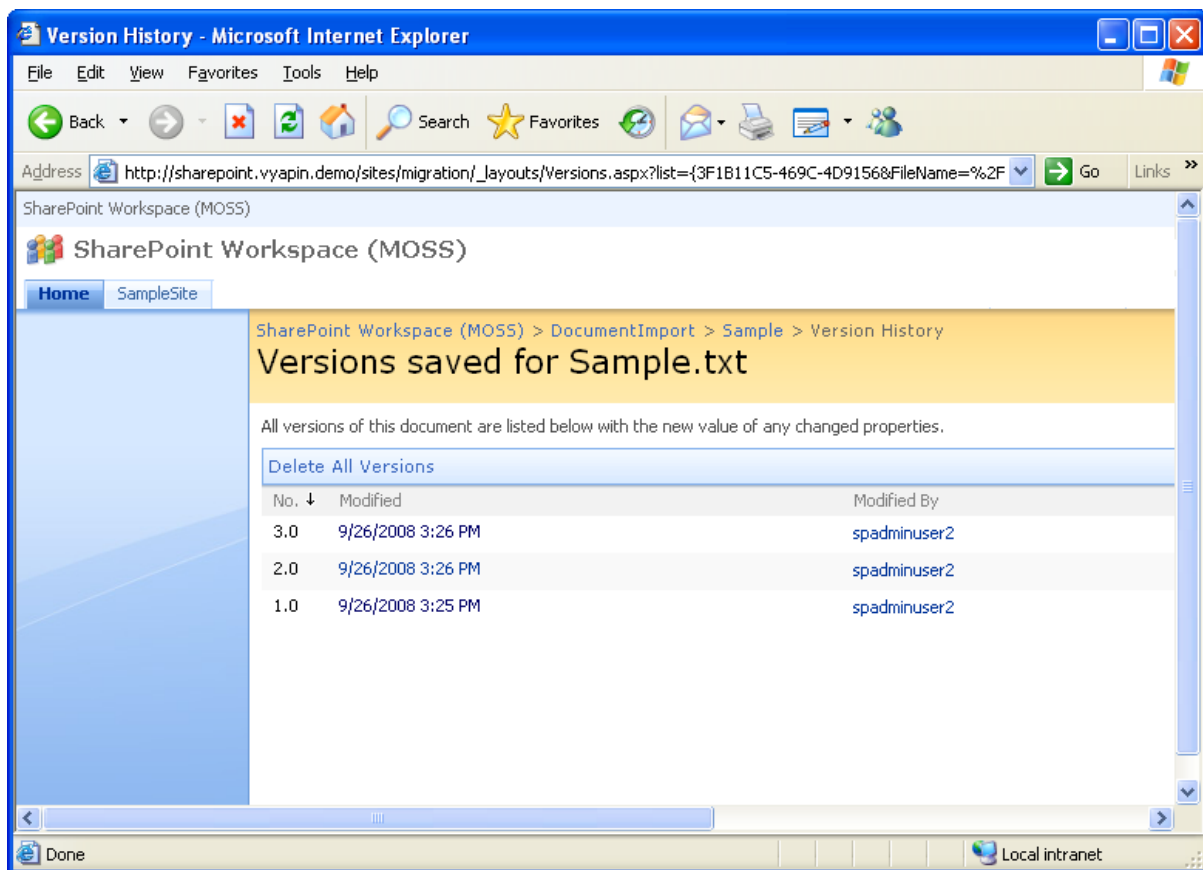 Version History - Microsoft Internet Explorer
File Edit View Favorites Tools Help
Back Search Favorites
Address http://sharepoint.vyapin.demo/sites/migration/_layouts/Versions.aspx?list={3F1B11C5-469C-4D9156&FileName=%2F Go Links »
SharePoint Workspace (MOSS)
SharePoint Workspace (MOSS)
Home SampleSite
SharePoint Workspace (MOSS) > DocumentImport > Sample > Version History
Versions saved for Sample.txt
All versions of this document are listed below with the new value of any changed properties.
Delete All Versions
No. ↓ Modified Modified By
3.0 9/26/2008 3:26 PM spadminuser2
2.0 9/26/2008 3:26 PM spadminuser2
1.0 9/26/2008 3:25 PM spadminuser2
Done Local intranet